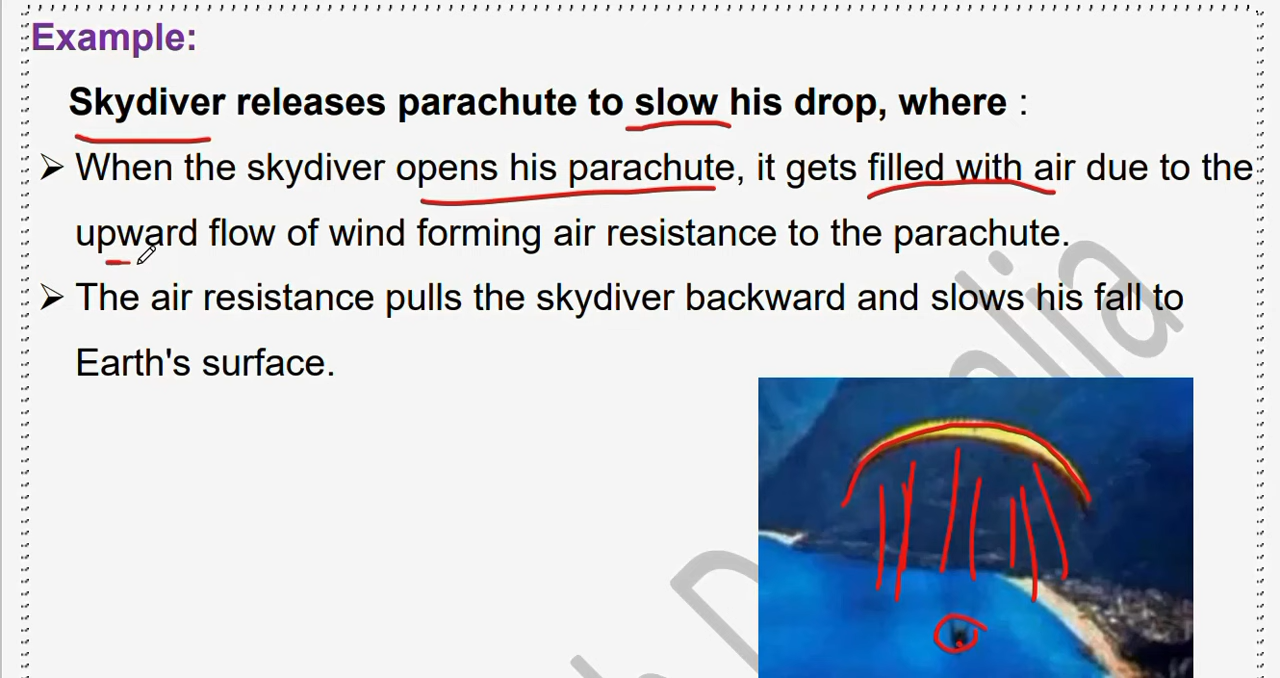 Example:
Skydiver releases parachute to slow his drop, where :
➢ When the skydiver opens his parachute, it gets filled with air due to the
upward flow of wind forming air resistance to the parachute.
➢ The air resistance pulls the skydiver backward and slows his fall to
Earth's surface.